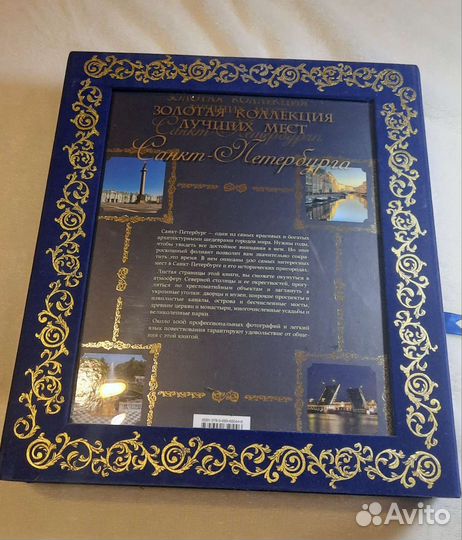 ЗОЛОТАЯ КОЛЛЕКЦИЯ
ЗОЛОТАЯ КОЛЛЕКЦИЯ
ЛУЧШИХ МЕСТ
Санкт-Петербурга
Санкт-Петербург — один из самых красивых и богатых
архитектурными шедеврами городов мира. Нужны годы,
чтобы увидеть все достойное внимания в нем. Но этот
роскошный фолиант позволит вам значительно сокра-
тить это время. В нем описаны 900 самых интересных
мест в Санкт-Петербурге и его исторических пригородах.
Листая страницы этой книги, вы сможете окунуться в
атмосферу Северной столицы и ее окрестностей, прогу-
ляться по хрестоматийным объектам и заглянуть в
укромные уголки: дворцы и музеи, широкие проспекты и
извилистые каналы, острова и бесчисленные мосты,
древние церкви и монастыри, многочисленные усадьбы и
великолепные парки.
Около 1000 профессиональных фотографий и легкий
язык повествования гарантируют удовольствие от обще-
ния с этой книгой.
Avito